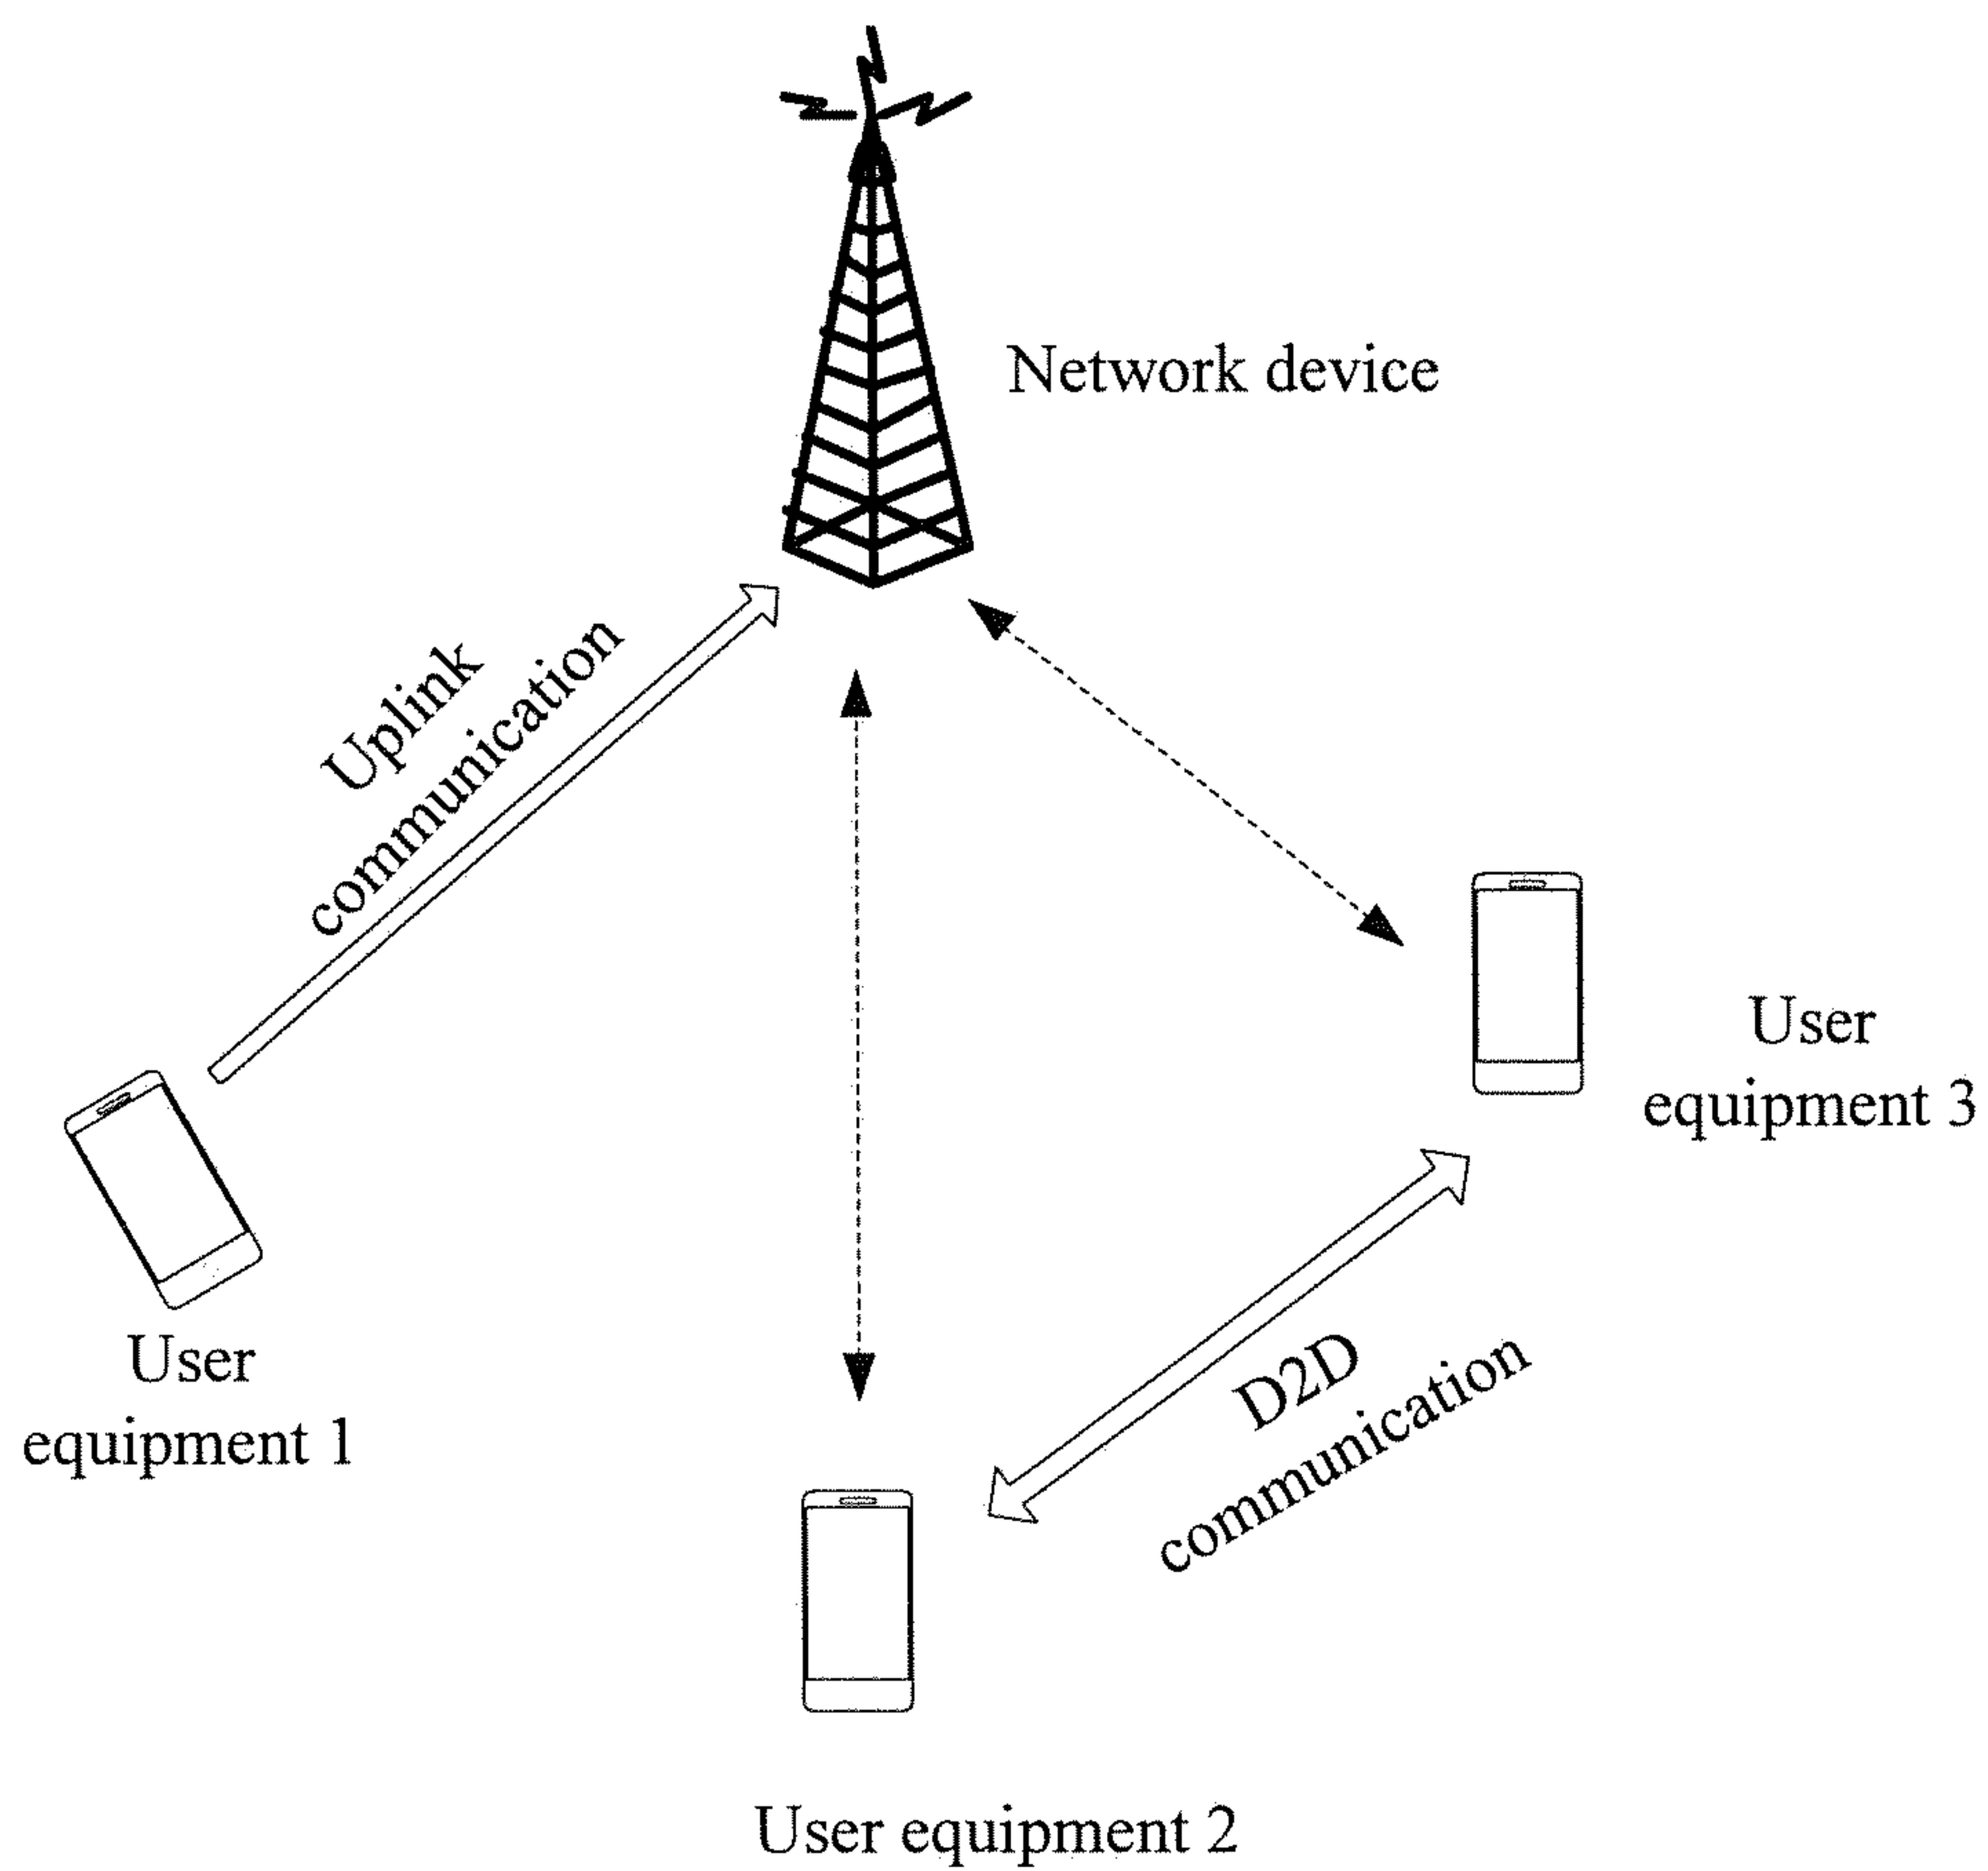 Network device
Uplink
communication
User
equipment 3
User
equipment 1
D2D
communication
User equipment 2